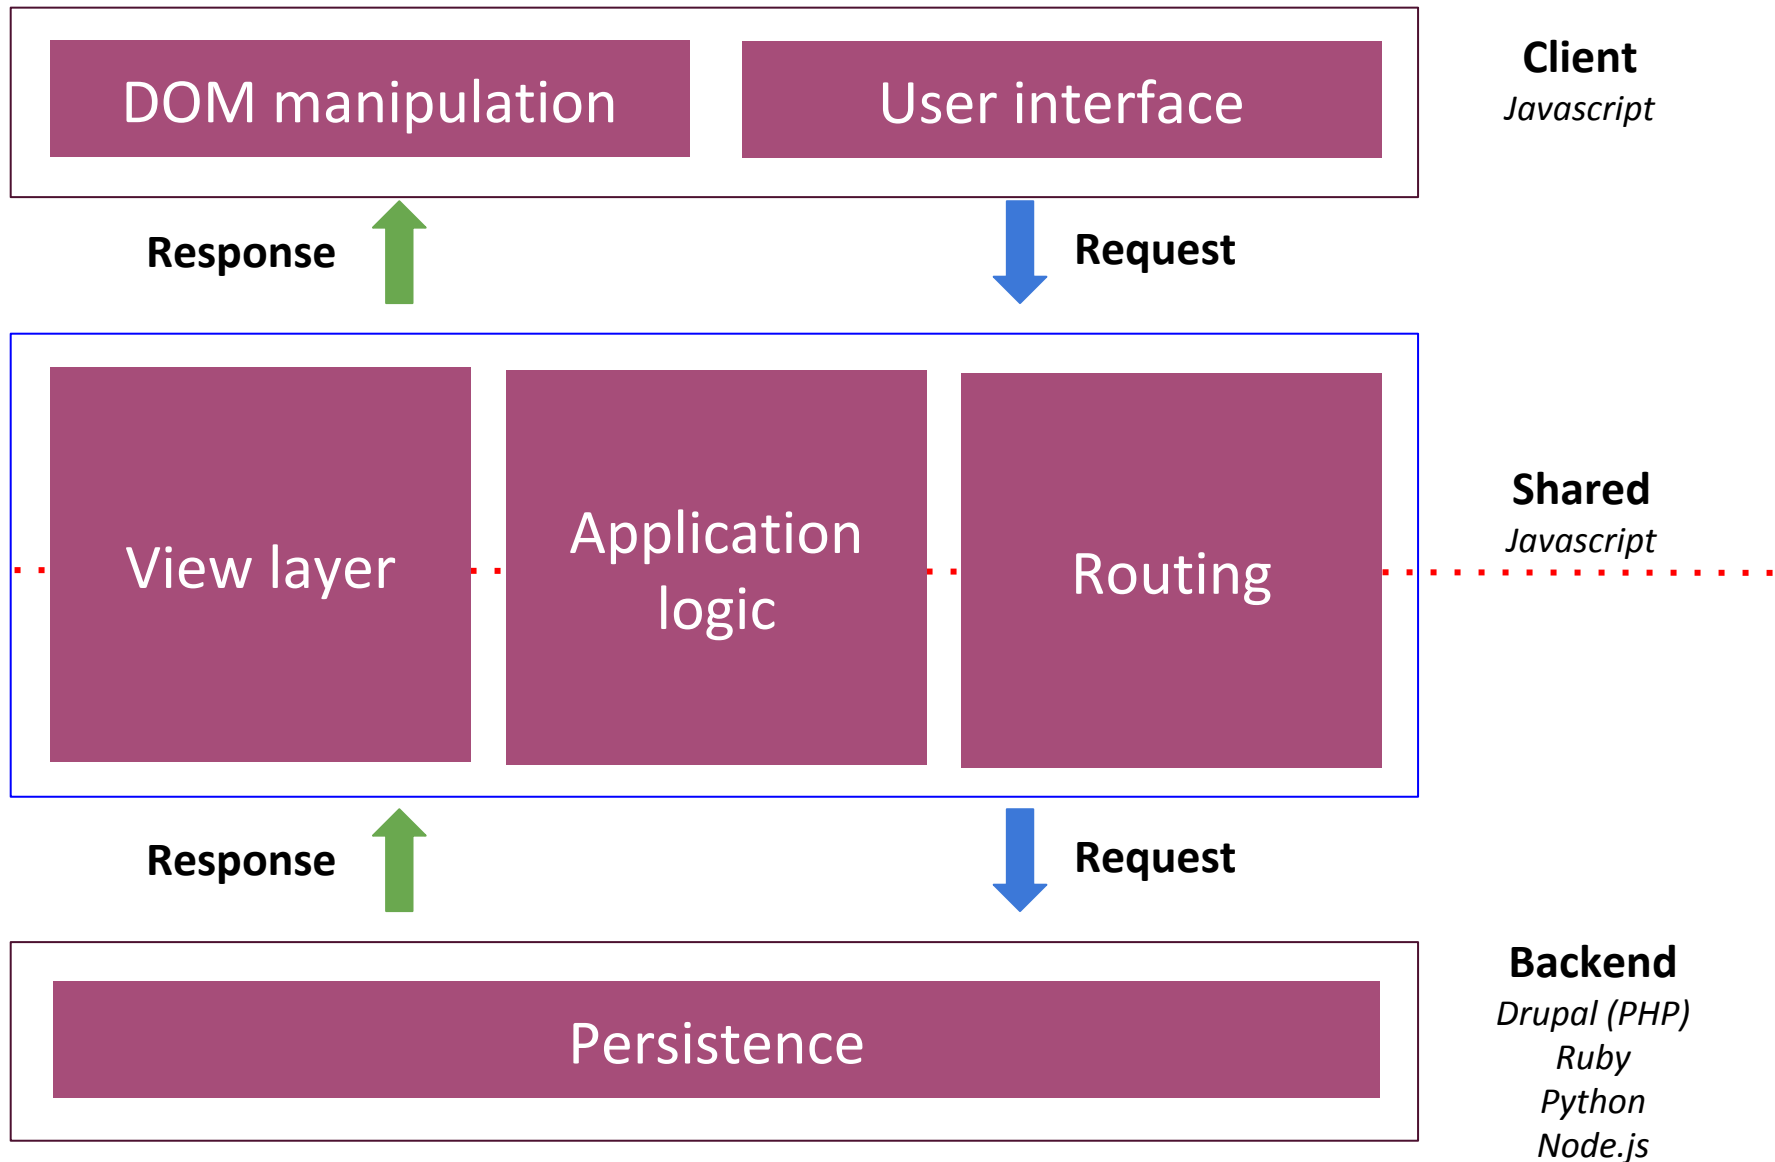 DOM manipulation
User interface
Client
Javascript
Response
Request
View layer
Application
logic
Routing
Shared
Javascript
Response
Request
Persistence
Backend
Drupal (PHP)
Ruby
Python
Node.js